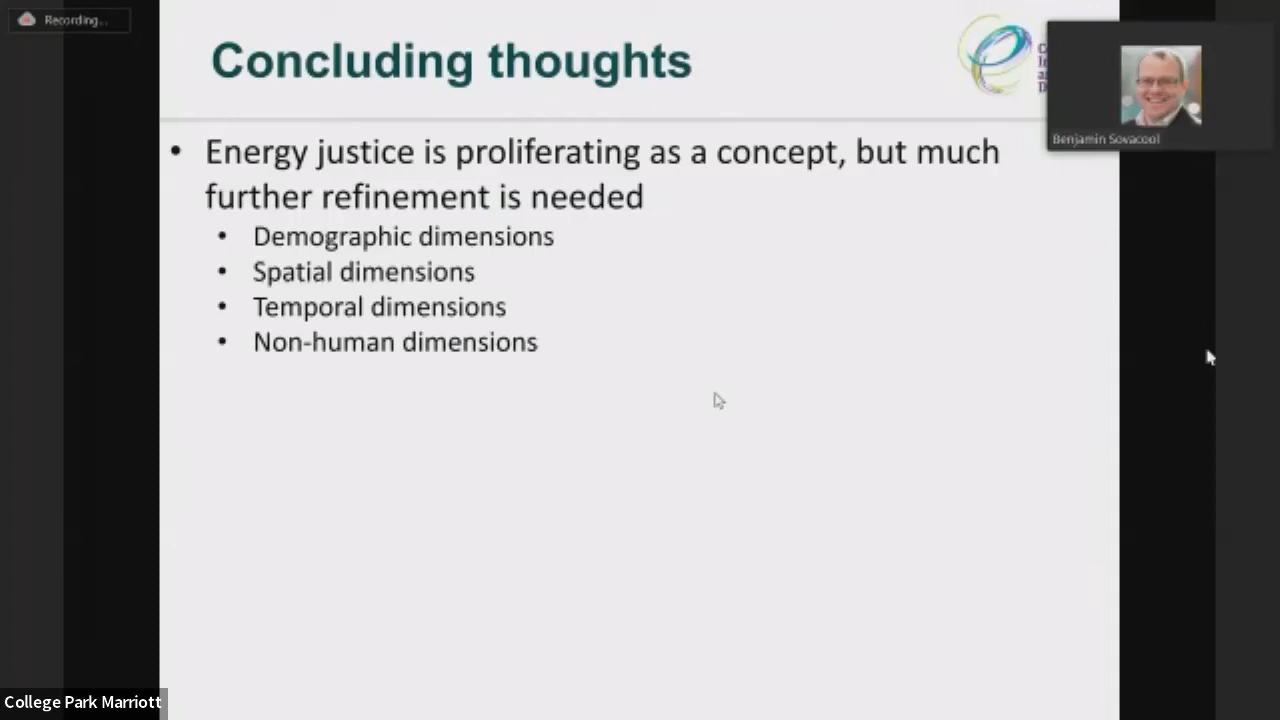 Recording...
Concluding thoughts
Benjamin Sovacool
• Energy justice is proliferating as a concept, but much
further refinement is needed
• Demographic dimensions
• Spatial dimensions
• Temporal dimensions
• Non-human dimensions
College Park Marriott